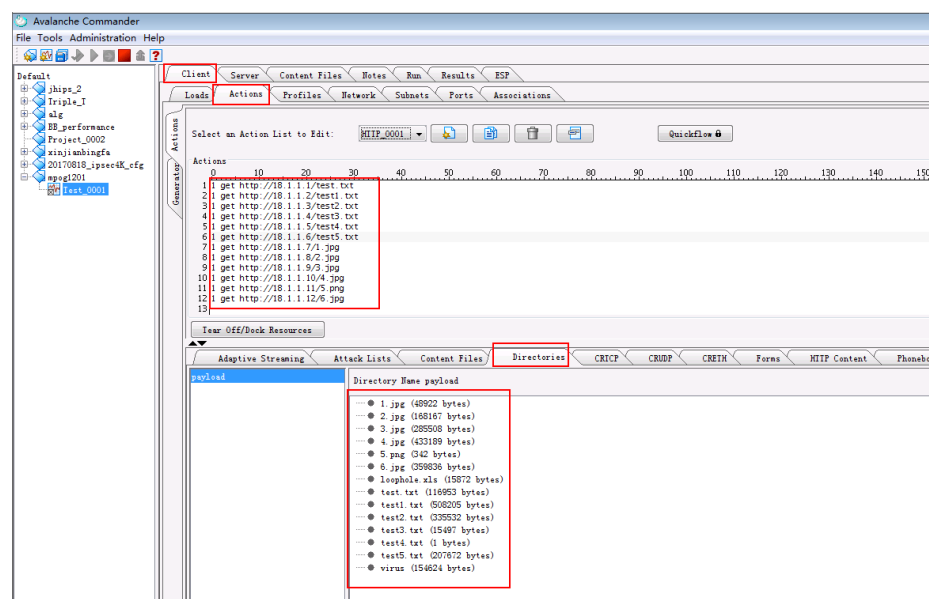 Avalanche Commander
File Tools Administration Help
Default
jhips_2
Triple_I
alg
BB_performance
Project_0002
xinjianbingfa
20170818_ipsec4K_cfg
mpog1201
Test_0001
Client Server Content Files Notes Run Results ESP
Loads Actions Profiles Network Subnets Ports Associations
Actions
Generator
Select an Action List to Edit: HTTP_0001 Quickflow
Actions
0 10 20 30 40 50 60 70 80 90 100 110 120 130 140 150
1 1 get http://18.1.1.1/test.txt
2 1 get http://18.1.1.2/test1.txt
3 1 get http://18.1.1.3/test2.txt
4 1 get http://18.1.1.4/test3.txt
5 1 get http://18.1.1.5/test4.txt
6 1 get http://18.1.1.6/test5.txt
7 1 get http://18.1.1.7/1.jpg
8 1 get http://18.1.1.8/2.jpg
9 1 get http://18.1.1.9/3.jpg
10 1 get http://18.1.1.10/4.jpg
11 1 get http://18.1.1.11/5.png
12 1 get http://18.1.1.12/6.jpg
13
Tear Off/Dock Resources
Adaptive Streaming Attack Lists Content Files Directories CRTCP CRUDP CRETH Forms HTTP Content Phonebo
payload
Directory Name payload
1.jpg (48922 bytes)
2.jpg (168167 bytes)
3.jpg (285508 bytes)
4.jpg (433189 bytes)
5.png (342 bytes)
6.jpg (359836 bytes)
loophole.xls (15872 bytes)
test.txt (116953 bytes)
test1.txt (508205 bytes)
test2.txt (335532 bytes)
test3.txt (15497 bytes)
test4.txt (1 bytes)
test5.txt (207672 bytes)
virus (154624 bytes)